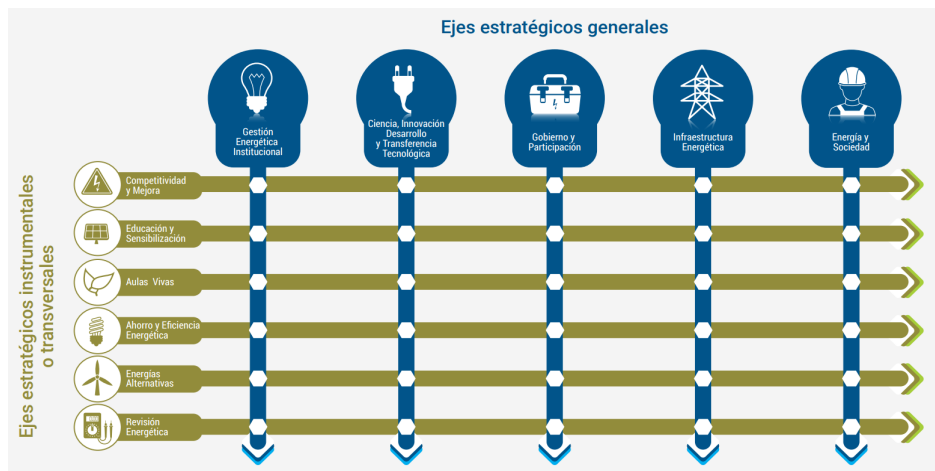 Ejes estratégicos generales
Gestión
Energética
Institucional
Ciencia, Innovación
Desarrollo
y Transferencia
Tecnológica
Gobierno y
Participación
Infraestructura
Energética
Energía y
Sociedad
Ejes estratégicos instrumentales
o transversales
Competitividad
y Mejora
Educación y
Sensibilización
Aulas Vivas
Ahorro y Eficiencia
Energética
Energías
Alternativas
Revisión
Energética